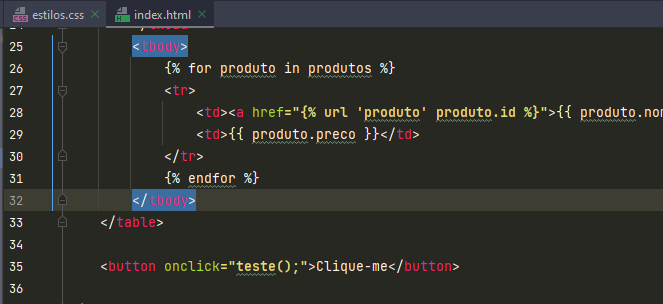 estilos.css × index.html ×
25 <tbody>
26 {% for produto in produtos %}
27 <tr>
28 <td><a href="{% url 'produto' produto.id %}">{{ produto.nom
29 <td>{{ produto.preco }}</td>
30 </tr>
31 {% endfor %}
32 </tbody>
33 </table>
34
35 <button onclick="teste();">Clique-me</button>
36